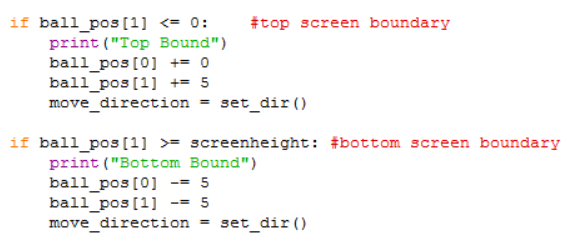 if ball_pos[1] <= 0:    #top screen boundary
    print("Top Bound")
    ball_pos[0] += 0
    ball_pos[1] += 5
    move_direction = set_dir()

if ball_pos[1] >= screenheight: #bottom screen boundary
    print("Bottom Bound")
    ball_pos[0] -= 5
    ball_pos[1] -= 5
    move_direction = set_dir()